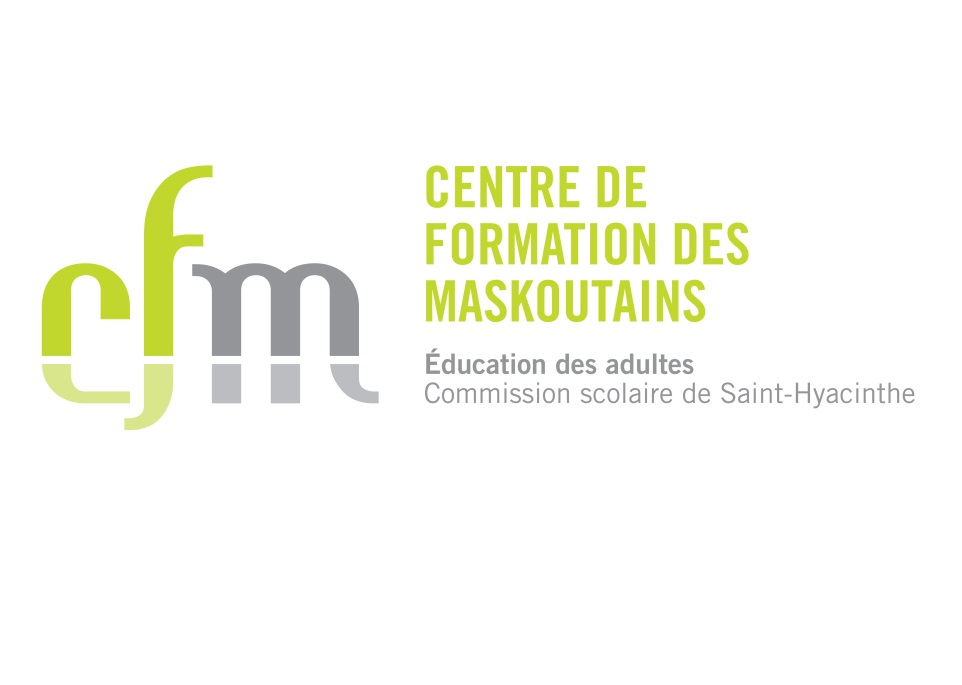 cfm
CENTRE DE
FORMATION DES
MASKOUTAINS
Éducation des adultes
Commission scolaire de Saint-Hyacinthe